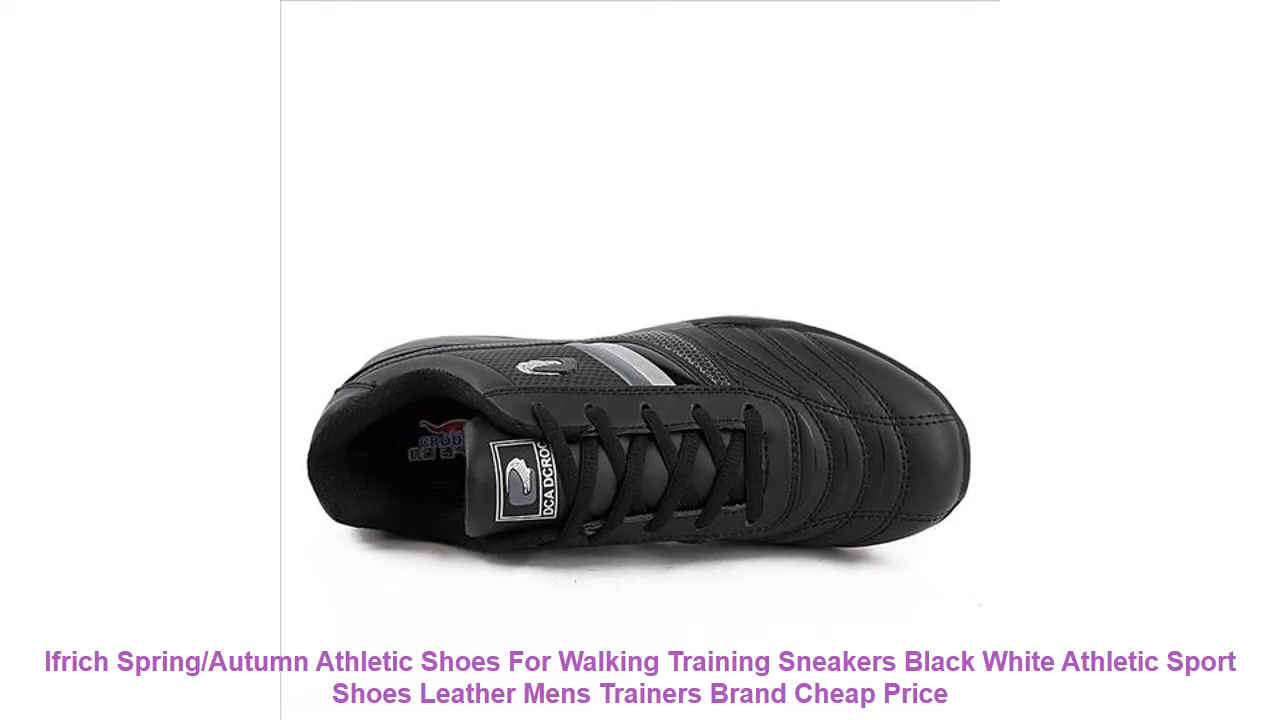 DCA DCROC
Ifrich Spring/Autumn Athletic Shoes For Walking Training Sneakers Black White Athletic Sport
Shoes Leather Mens Trainers Brand Cheap Price